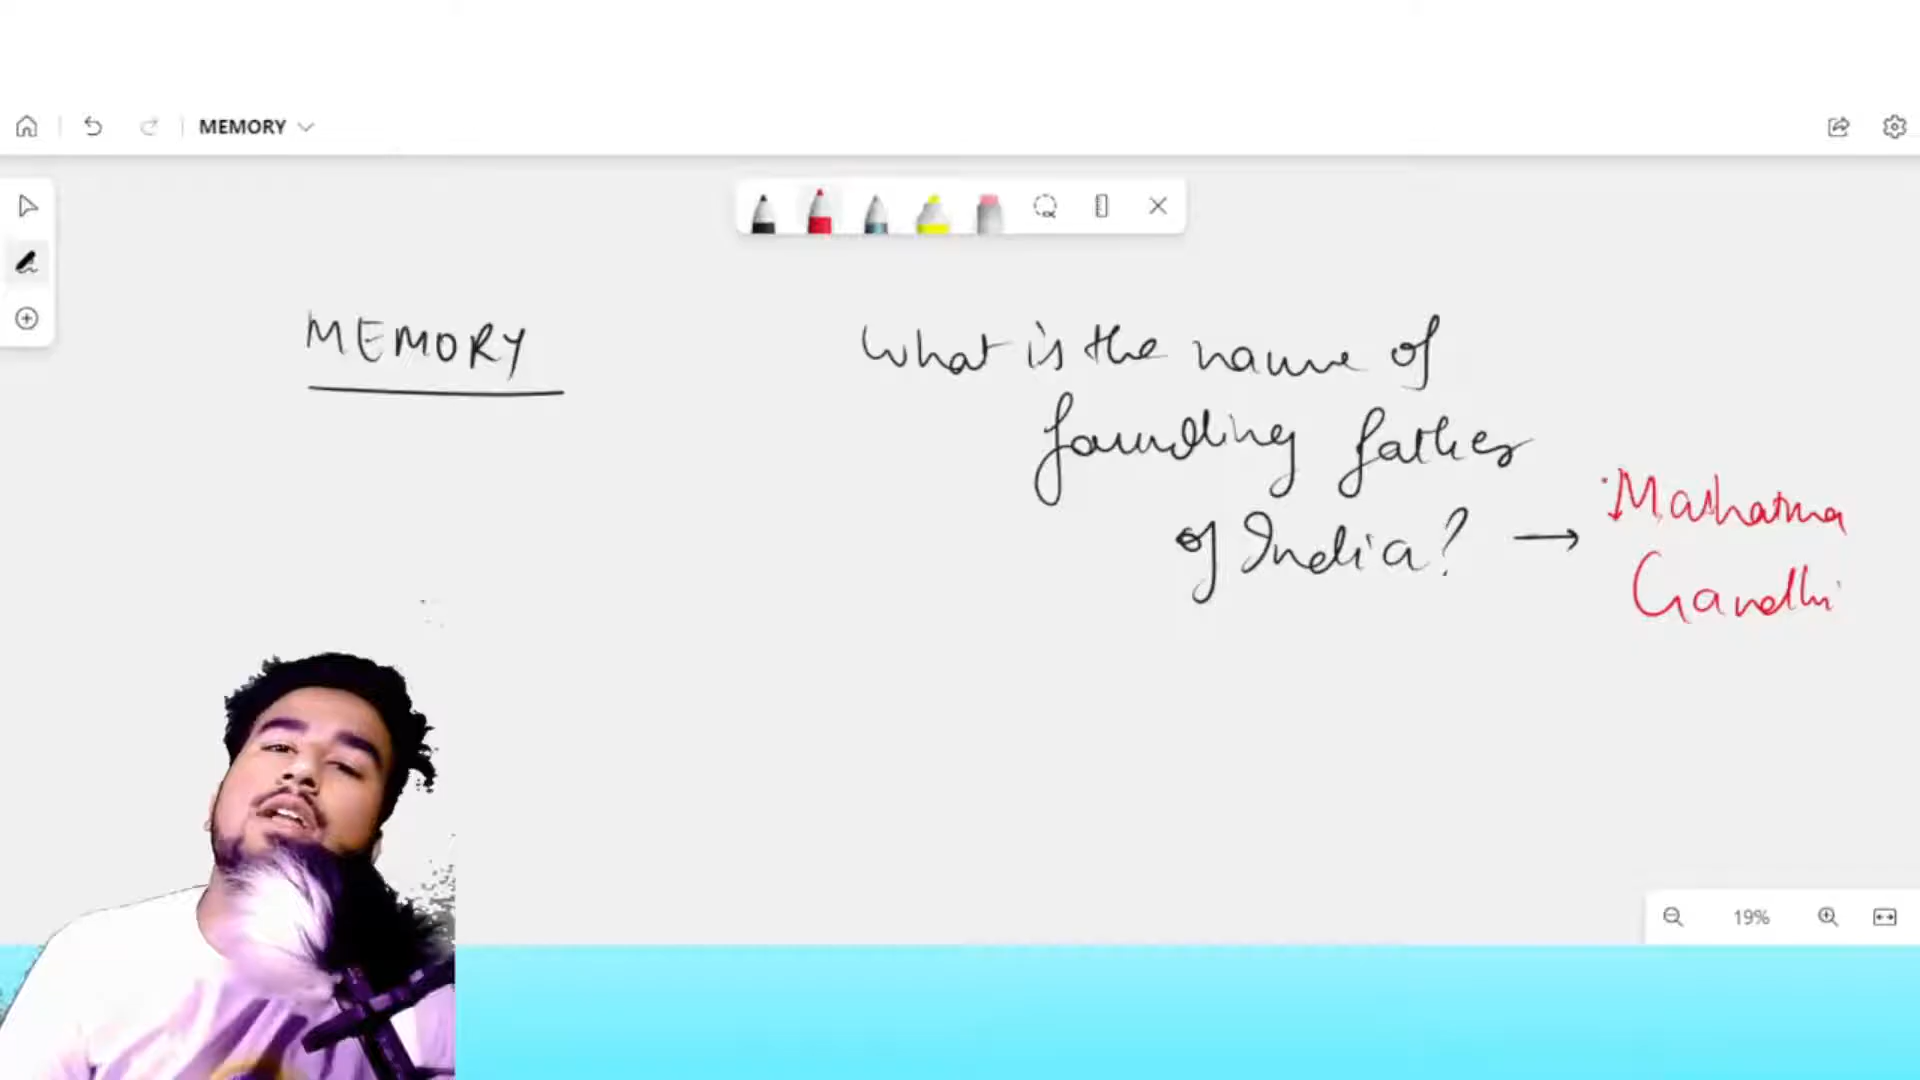 MEMORY
MEMORY
What is the name of
founding father
of India? →
Mahatma
Gandhi
19%